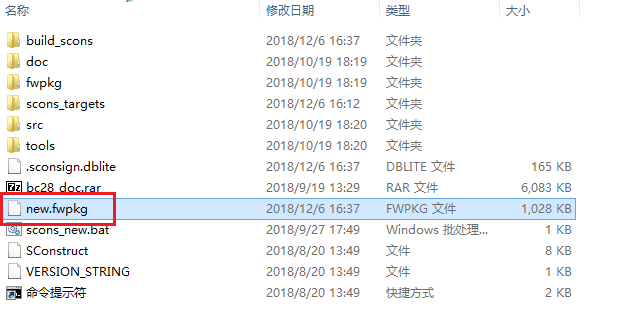 名称 修改日期 类型 大小
build_scons 2018/12/6 16:37 文件夹
doc 2018/10/19 18:19 文件夹
fwpkg 2018/10/19 18:19 文件夹
scons_targets 2018/12/6 16:12 文件夹
src 2018/10/19 18:20 文件夹
tools 2018/10/19 18:20 文件夹
.sconsign.dblite 2018/12/6 16:37 DBLITE 文件 165 KB
bc28_doc.rar 2018/9/19 13:29 RAR 文件 6,083 KB
new.fwpkg 2018/12/6 16:37 FWPKG 文件 1,028 KB
scons_new.bat 2018/9/27 17:49 Windows 批处理... 1 KB
SConstruct 2018/8/20 13:49 文件 8 KB
VERSION_STRING 2018/8/20 13:49 文件 1 KB
命令提示符 2018/8/20 13:49 快捷方式 2 KB